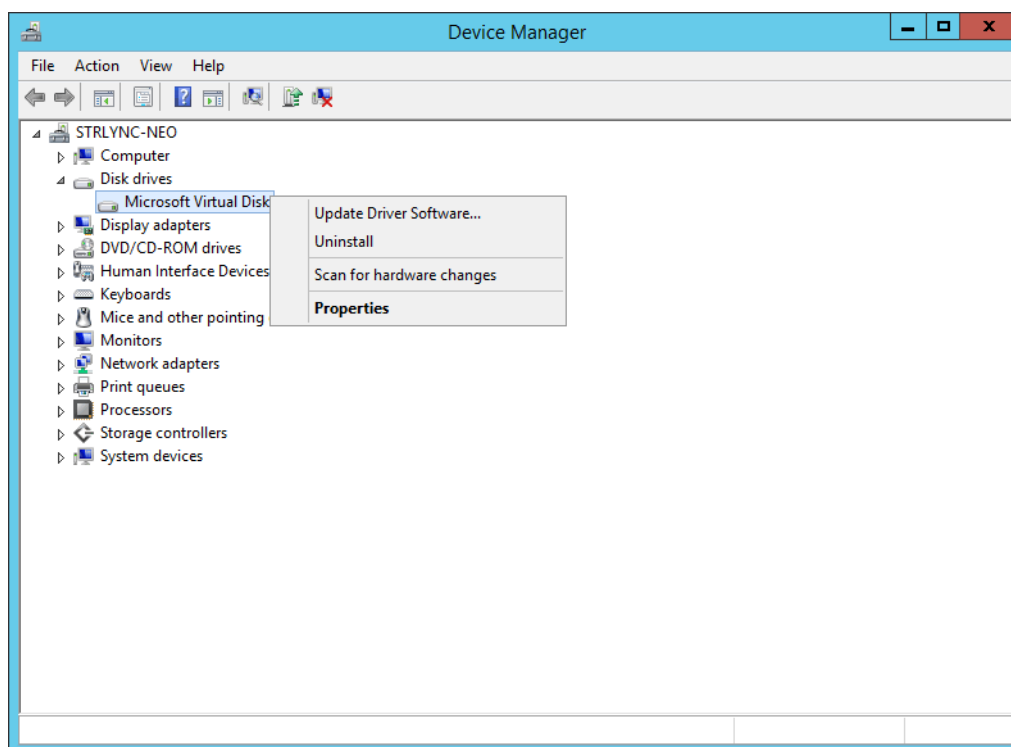 Device Manager
File Action View Help
STRLYNC-NEO
Computer
Disk drives
Microsoft Virtual Disk
Update Driver Software...
Display adapters
Uninstall
DVD/CD-ROM drives
Human Interface Devices
Scan for hardware changes
Keyboards
Properties
Mice and other pointing
Monitors
Network adapters
Print queues
Processors
Storage controllers
System devices